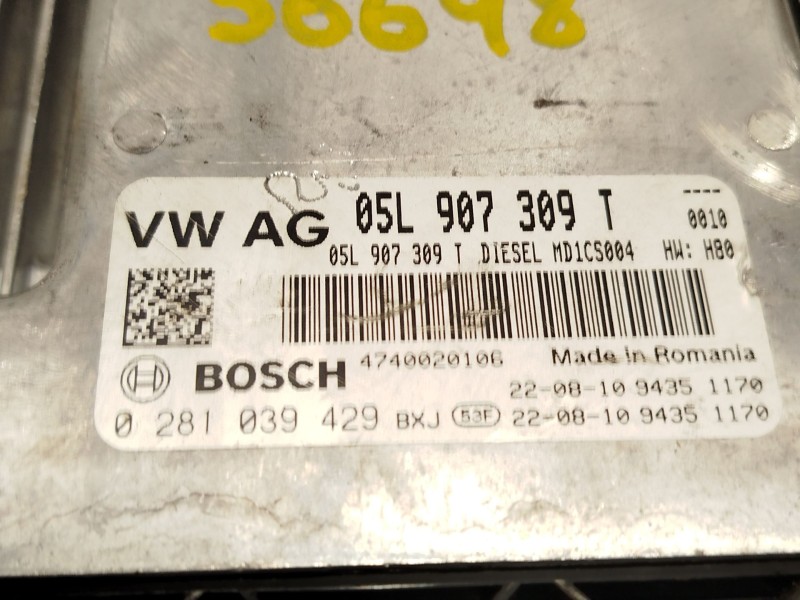 56648
VW AG 05L 907 309 T ----
0010
05L 907 309 T DIESEL MD1CS004 HW: H80
BOSCH 4740020106 Made in Romania
22-08-10 9435 1170
0 281 039 429 BXJ 53F 22-08-10 9435 1170